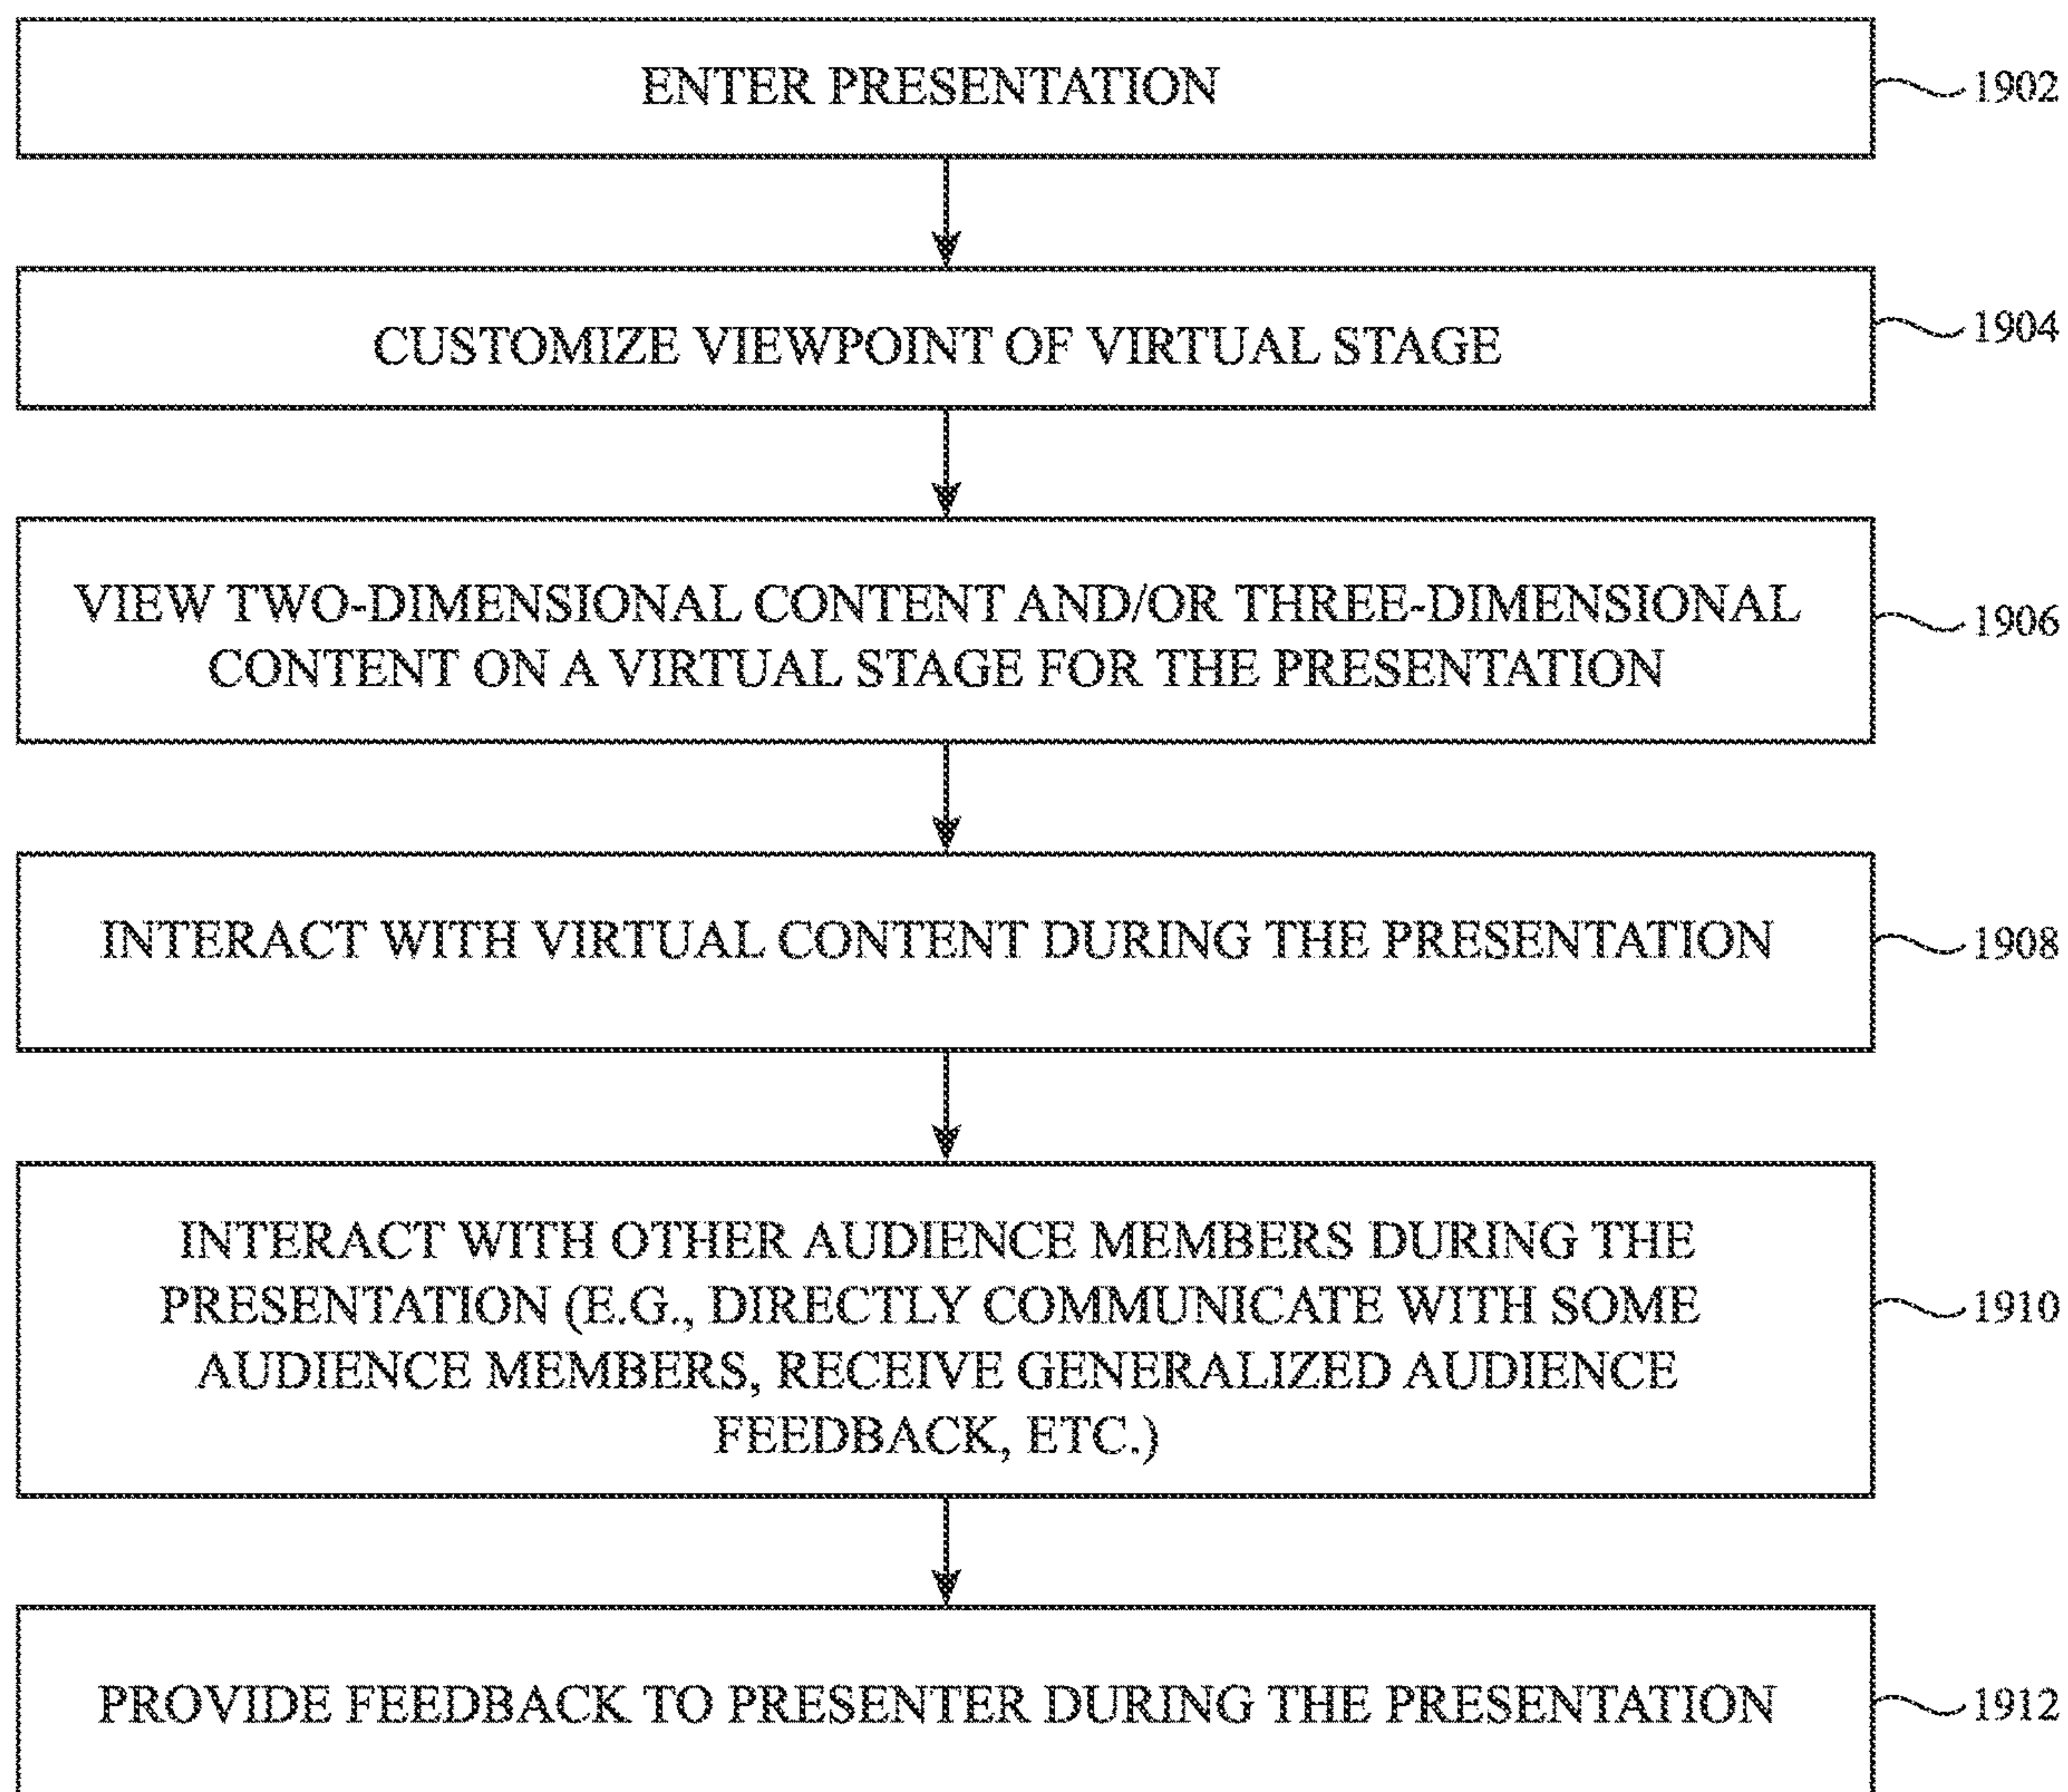 ENTER PRESENTATION
1902
CUSTOMIZE VIEWPOINT OF VIRTUAL STAGE
1904
VIEW TWO-DIMENSIONAL CONTENT AND/OR THREE-DIMENSIONAL
CONTENT ON A VIRTUAL STAGE FOR THE PRESENTATION
1906
INTERACT WITH VIRTUAL CONTENT DURING THE PRESENTATION
1908
INTERACT WITH OTHER AUDIENCE MEMBERS DURING THE
PRESENTATION (E.G., DIRECTLY COMMUNICATE WITH SOME
AUDIENCE MEMBERS, RECEIVE GENERALIZED AUDIENCE
FEEDBACK, ETC.)
1910
PROVIDE FEEDBACK TO PRESENTER DURING THE PRESENTATION
1912